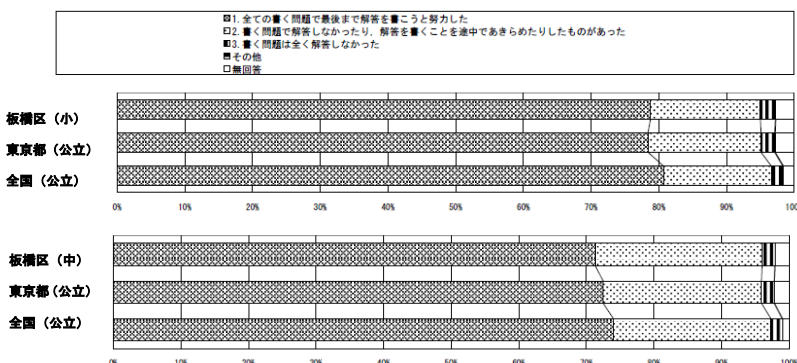 1. 全ての書く問題で最後まで解答を書こうと努力した
2. 書く問題で解答しなかったり，解答を書くことを途中であきらめたりしたものがあった
3. 書く問題は全く解答しなかった
その他
無回答
板橋区（小）
東京都（公立）
全国（公立）
0% 10% 20% 30% 40% 50% 60% 70% 80% 90% 100%
板橋区（中）
東京都（公立）
全国（公立）
0% 10% 20% 30% 40% 50% 60% 70% 80% 90% 100%